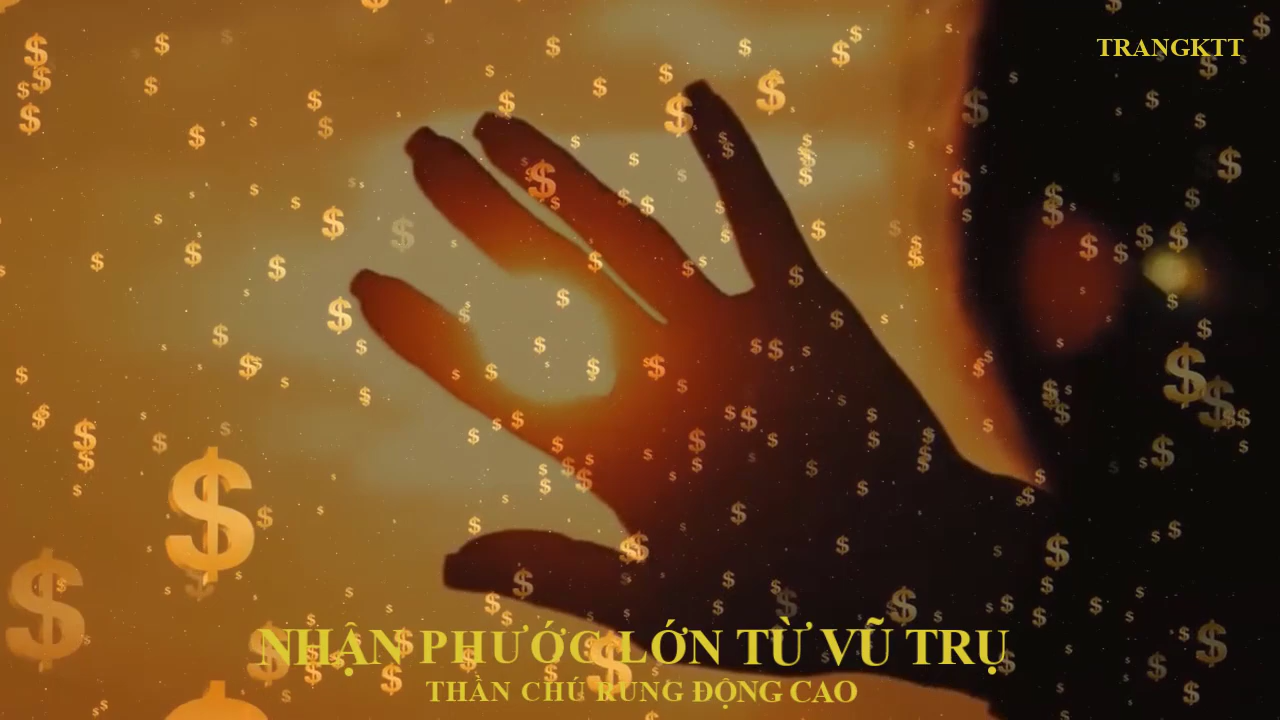 TRANGKTT
NHẬN PHƯỚC LỚN TỪ VŨ TRỤ
THẦN CHÚ RUNG ĐỘNG CAO